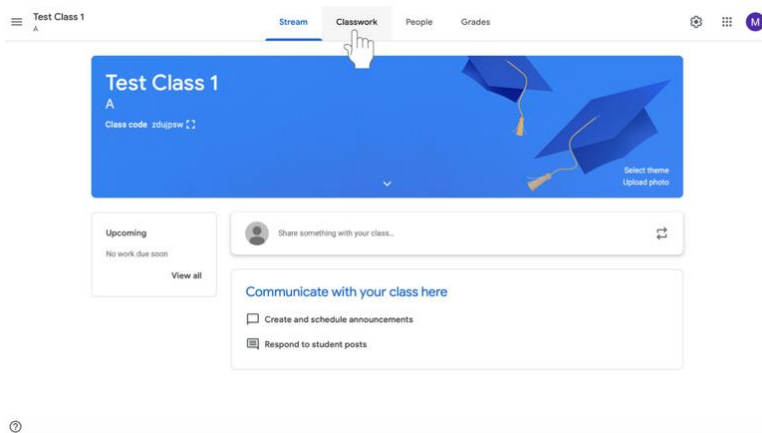 Test Class 1
A
Stream Classwork People Grades
M
Test Class 1
A
Class code zdujpsw
Select theme
Upload photo
Upcoming
No work due soon
View all
Share something with your class...
Communicate with your class here
Create and schedule announcements
Respond to student posts